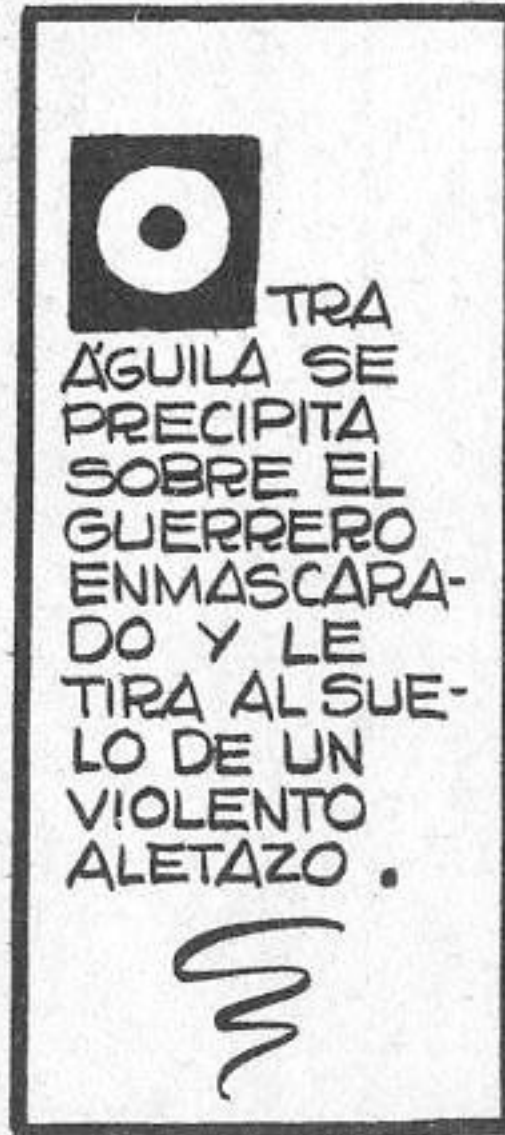 OTRA
ÁGUILA SE
PRECIPITA
SOBRE EL
GUERRERO
ENMASCARA-
DO Y LE
TIRA AL SUE-
LO DE UN
VIOLENTO
ALETAZO.